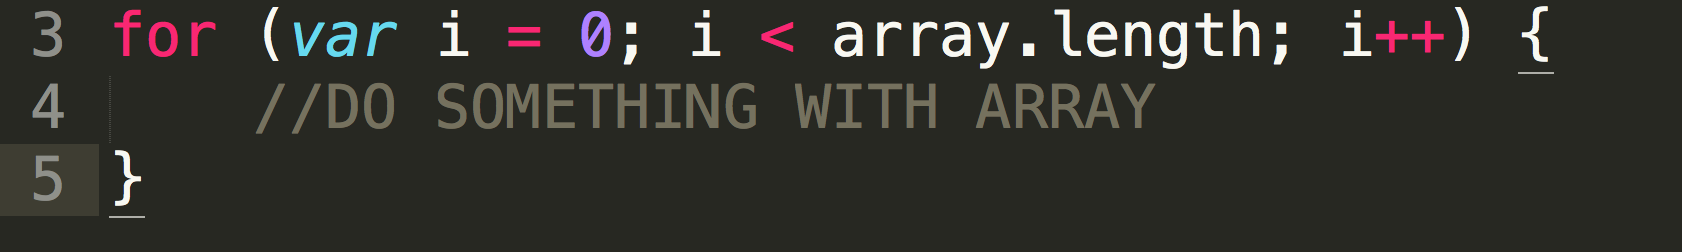 3 for (var i = 0; i < array.length; i++) {
4 //DO SOMETHING WITH ARRAY
5 }